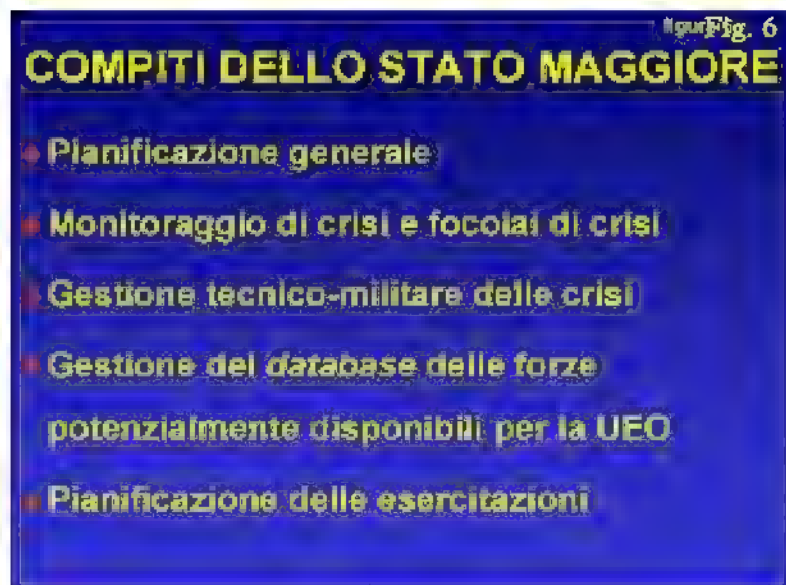 Fig. 6
COMPITI DELLO STATO MAGGIORE
Pianificazione generale
Monitoraggio di crisi e focolai di crisi
Gestione tecnico-militare delle crisi
Gestione del database delle forze
potenzialmente disponibili per la UEO
Pianificazione delle esercitazioni